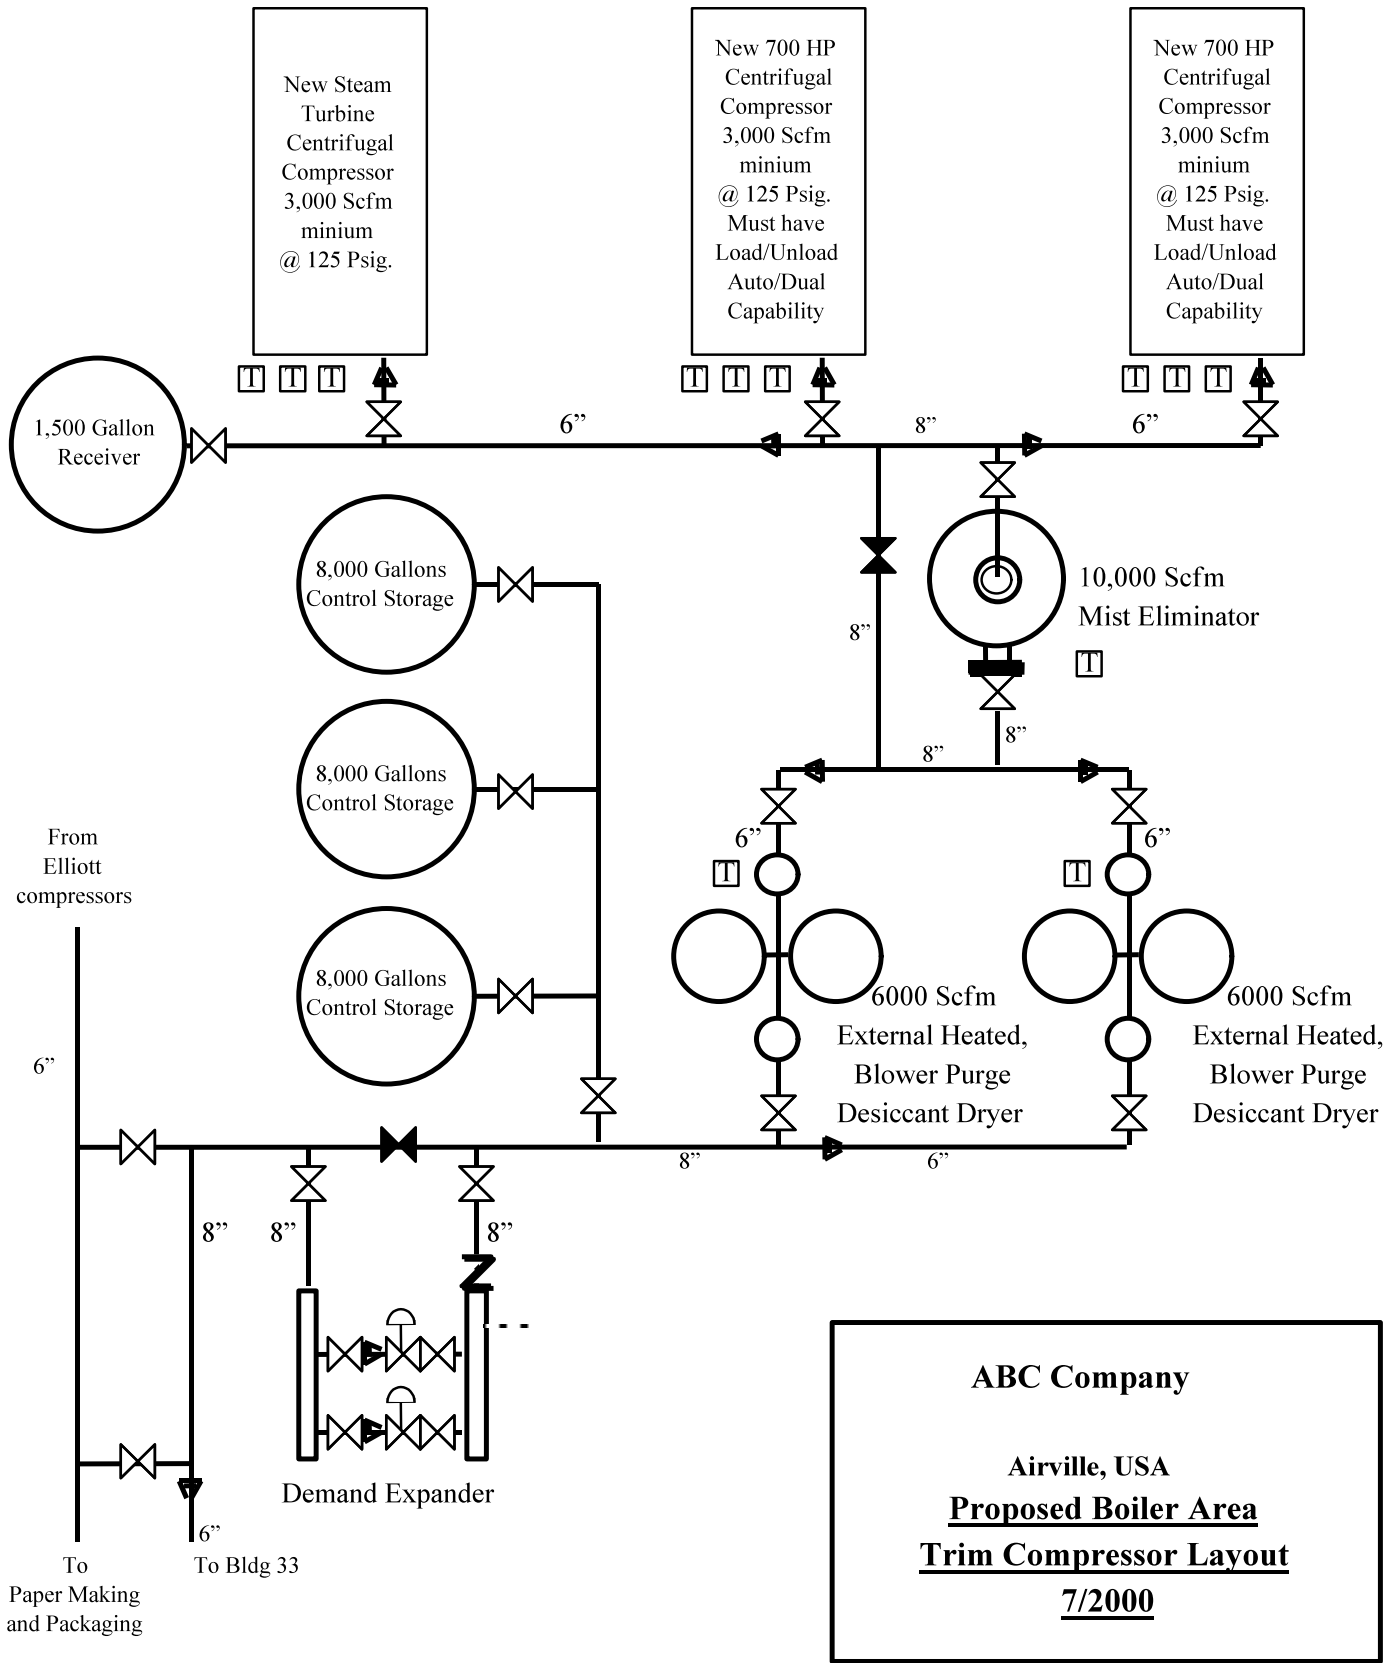 New Steam
Turbine
Centrifugal
Compressor
3,000 Scfm
minium
@ 125 Psig.
New 700 HP
Centrifugal
Compressor
3,000 Scfm
minium
@ 125 Psig.
Must have
Load/Unload
Auto/Dual
Capability
New 700 HP
Centrifugal
Compressor
3,000 Scfm
minium
@ 125 Psig.
Must have
Load/Unload
Auto/Dual
Capability
T T T
T T T
T T T
1,500 Gallon
Receiver
6”
8”
6”
8,000 Gallons
Control Storage
10,000 Scfm
Mist Eliminator
8”
T
8”
8”
8,000 Gallons
Control Storage
6”
6”
From
Elliott
compressors
T
T
8,000 Gallons
Control Storage
6000 Scfm
External Heated,
Blower Purge
Desiccant Dryer
6000 Scfm
External Heated,
Blower Purge
Desiccant Dryer
6”
8”
6”
8”
8”
8”
Demand Expander
6”
To Bldg 33
To
Paper Making
and Packaging
ABC Company
Airville, USA
Proposed Boiler Area
Trim Compressor Layout
7/2000